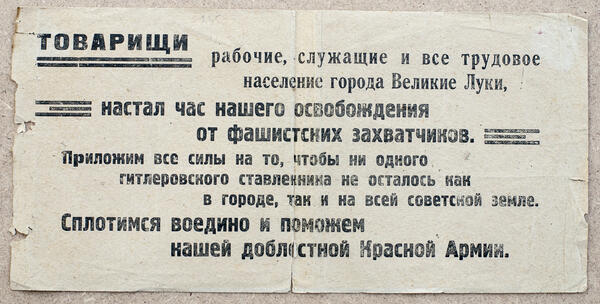 ТОВАРИЩИ
рабочие, служащие и все трудовое
население города Великие Луки,
настал час нашего освобождения
от фашистских захватчиков.
Приложим все силы на то, чтобы ни одного
гитлеровского ставленника не осталось как
в городе, так и на всей советской земле.
Сплотимся воедино и поможем
нашей доблестной Красной Армии.